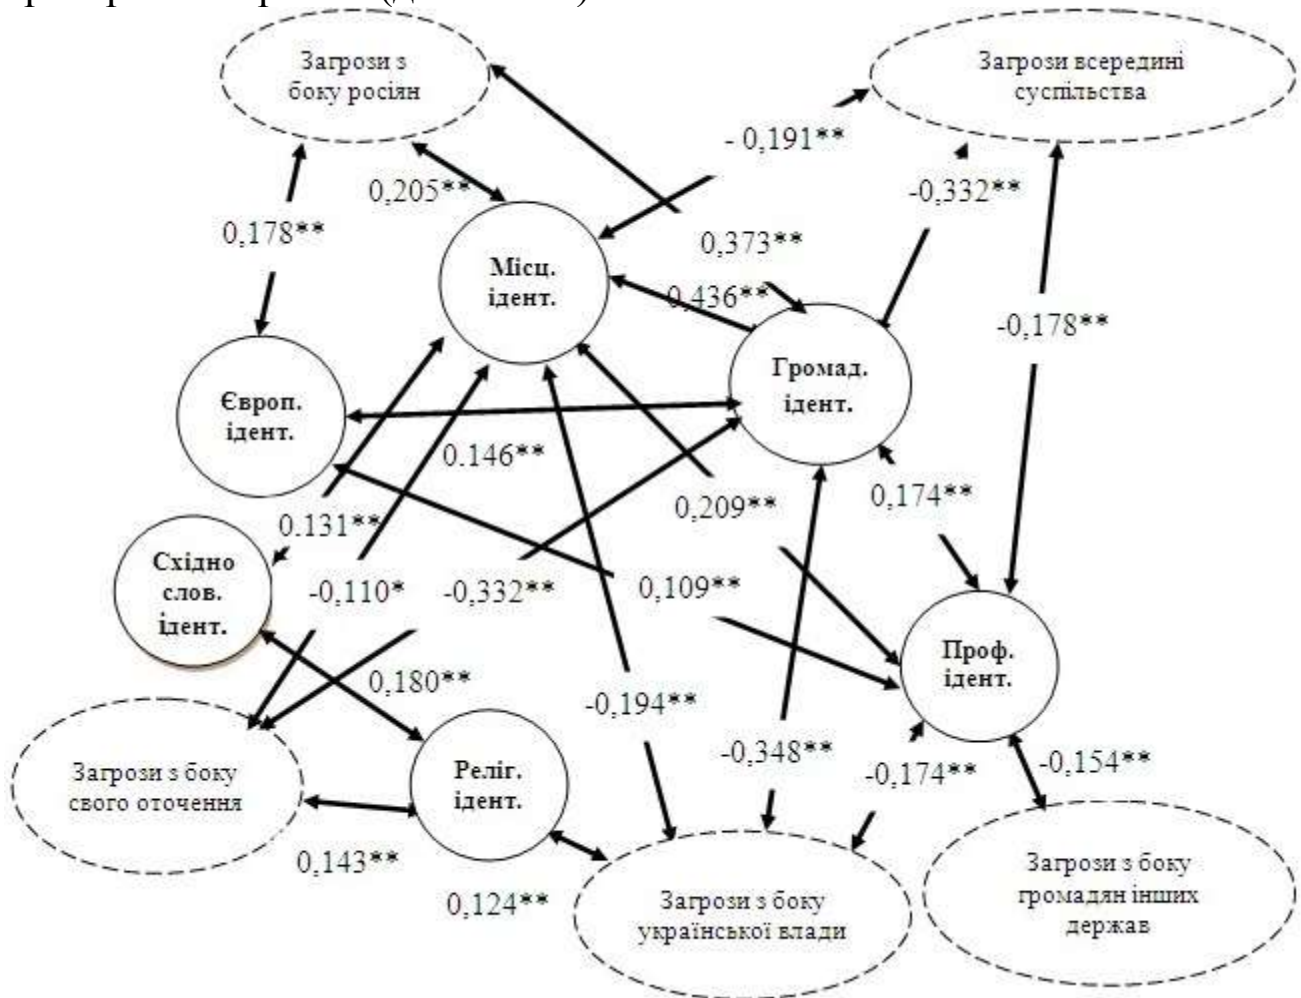 Загрози з
боку росіян
Загрози всередині
суспільства
- 0,191**
0,205**
-0,332**
0,178**
0,373**
Місц.
ідент.
0,436**
-0,178**
Громад.
ідент.
Європ.
ідент.
0.146**
0,174**
0,209**
0.131**
Східно
слов.
ідент.
-0,110*
-0,332**
0,109**
Проф.
ідент.
0,180**
-0,194**
-0,348**
-0,174**
-0,154**
Загрози з боку
свого оточення
Реліг.
ідент.
0,143**
0,124**
Загрози з боку
української влади
Загрози з боку
громадян інших
держав